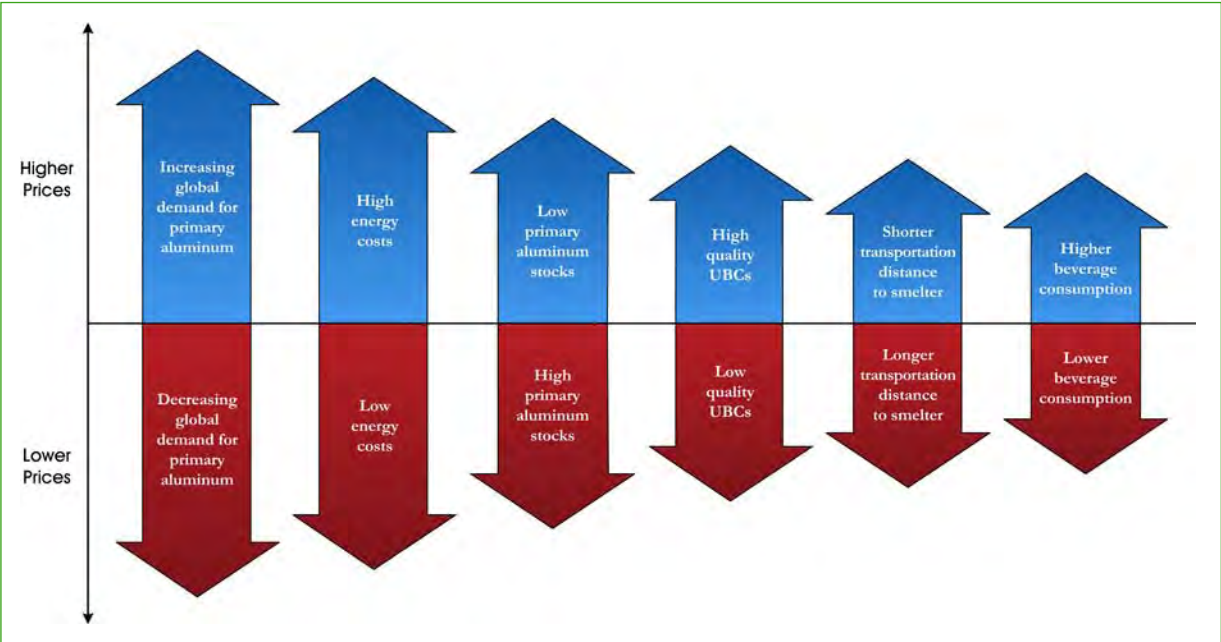 Higher
Prices
Increasing
global
demand for
primary
aluminum
High
energy
costs
Low
primary
aluminum
stocks
High
quality
UBCs
Shorter
transportation
distance
to smelter
Higher
beverage
consumption
Lower
Prices
Decreasing
global
demand for
primary
aluminum
Low
energy
costs
High
primary
aluminum
stocks
Low
quality
UBCs
Longer
transportation
distance
to smelter
Lower
beverage
consumption